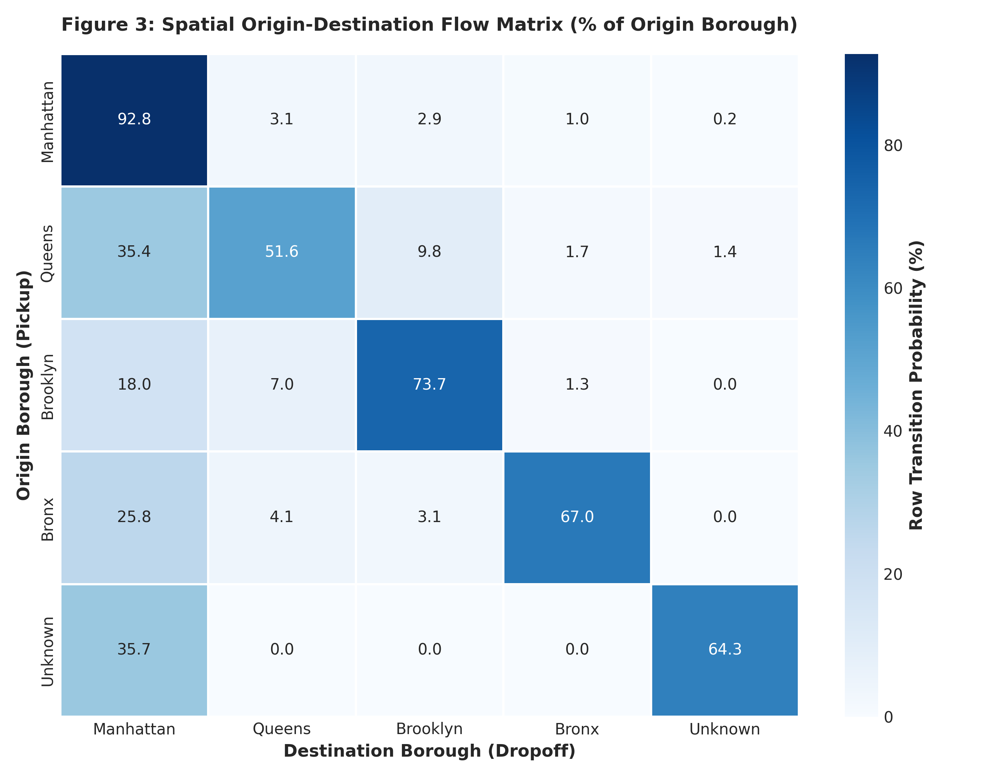 Figure 3: Spatial Origin-Destination Flow Matrix (% of Origin Borough)
Origin Borough (Pickup)
Manhattan 92.8 3.1 2.9 1.0 0.2
Queens 35.4 51.6 9.8 1.7 1.4
Brooklyn 18.0 7.0 73.7 1.3 0.0
Bronx 25.8 4.1 3.1 67.0 0.0
Unknown 35.7 0.0 0.0 0.0 64.3
Manhattan Queens Brooklyn Bronx Unknown
Destination Borough (Dropoff)
80
60
40
20
0
Row Transition Probability (%)